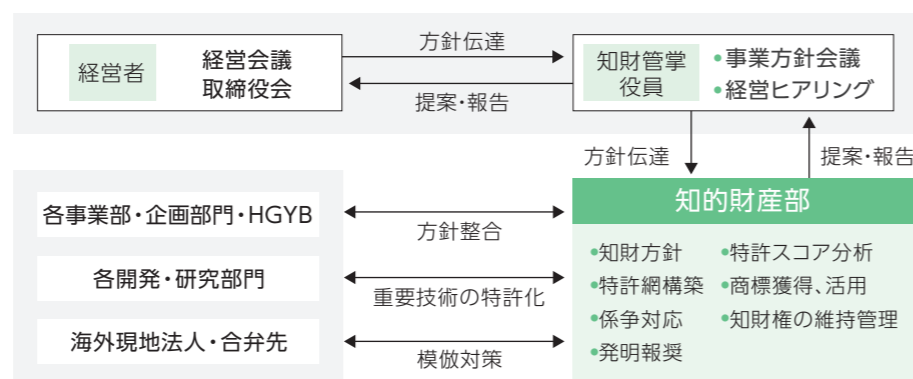 経営者
経営会議
取締役会
方針伝達
提案・報告
知財管掌
役員
•事業方針会議
•経営ヒアリング
方針伝達
提案・報告
各事業部・企画部門・HGYB
各開発・研究部門
海外現地法人・合弁先
方針整合
重要技術の特許化
模倣対策
知的財産部
•知財方針
•特許網構築
•係争対応
•発明報奨
•特許スコア分析
•商標獲得、活用
•知財権の維持管理